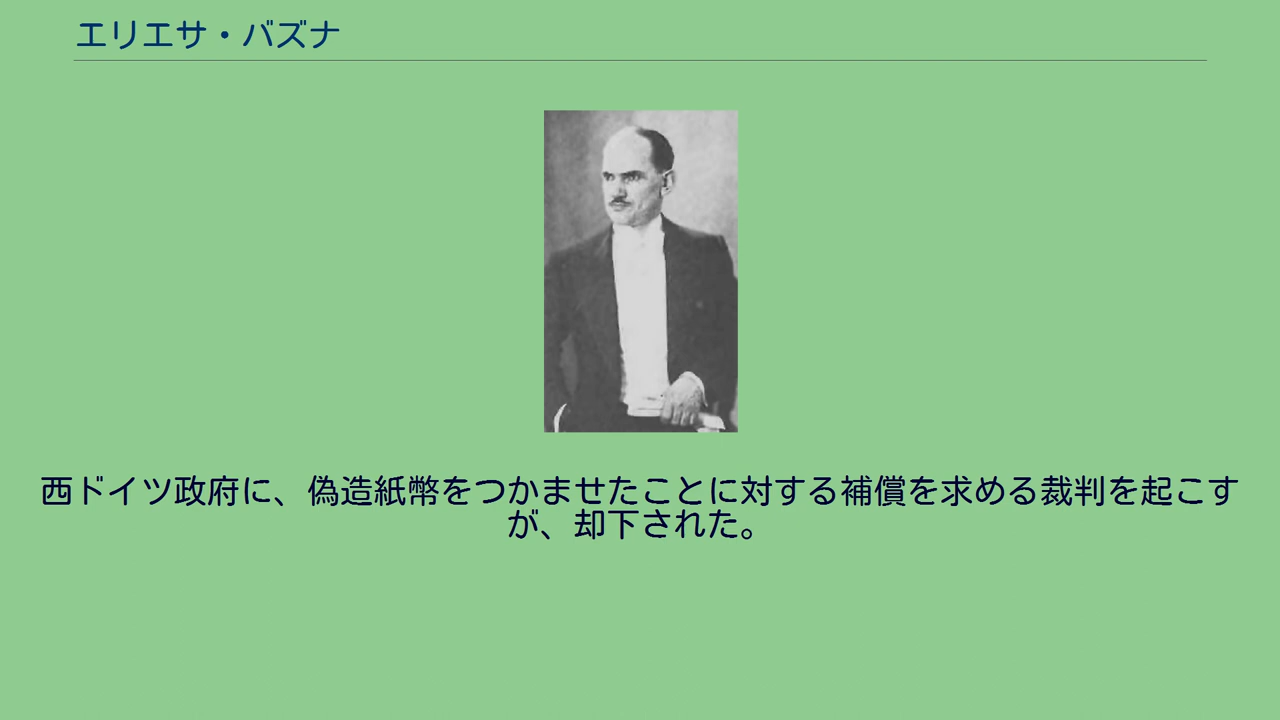 エリエサ・バズナ
西ドイツ政府に、偽造紙幣をつかませたことに対する補償を求める裁判を起こす
が、却下された。